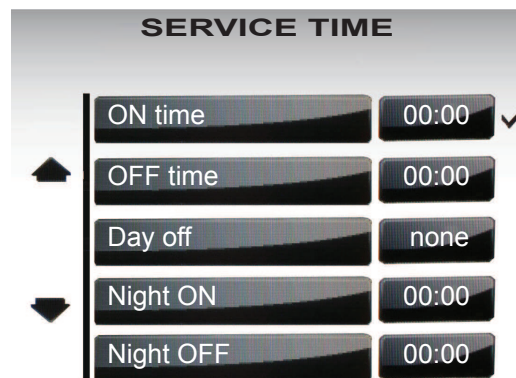 SERVICE TIME
ON time 00:00
OFF time 00:00
Day off none
Night ON 00:00
Night OFF 00:00